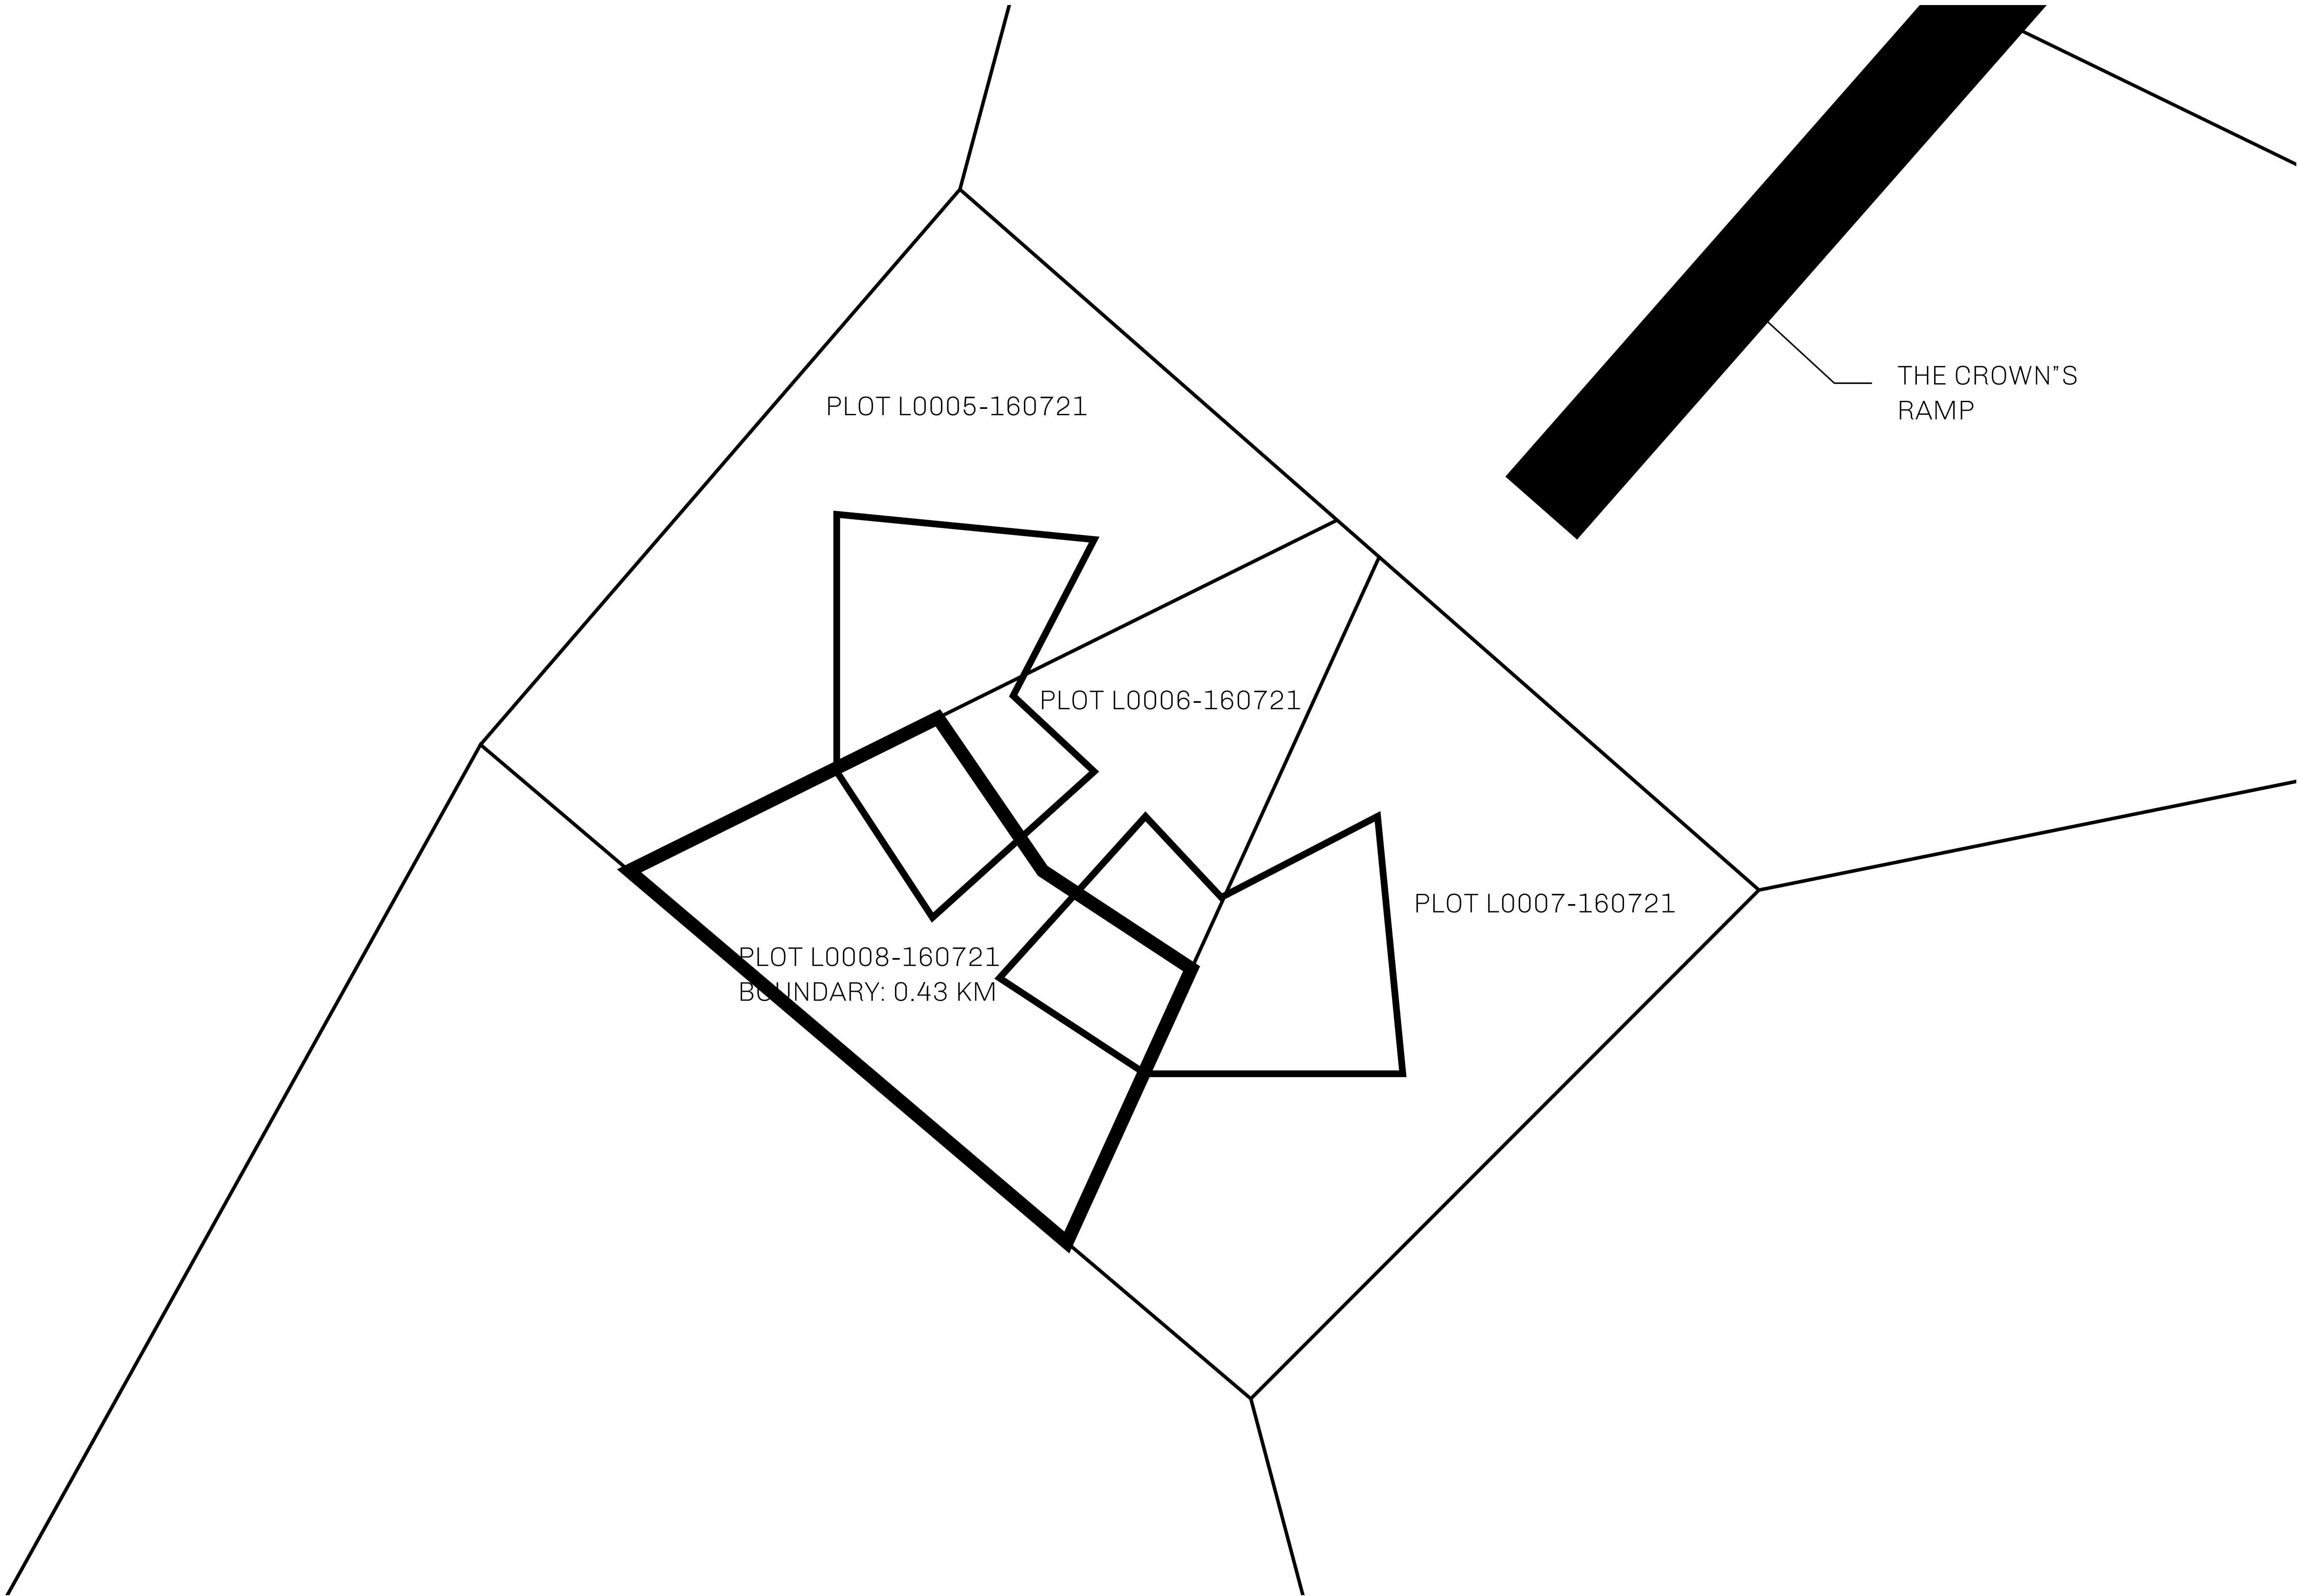 THE CROWN"S
RAMP
PLOT L0005-160721
PLOT L0006-160721
PLOT L0007-160721
PLOT L0008-160721
BOUNDARY: 0.43 KM